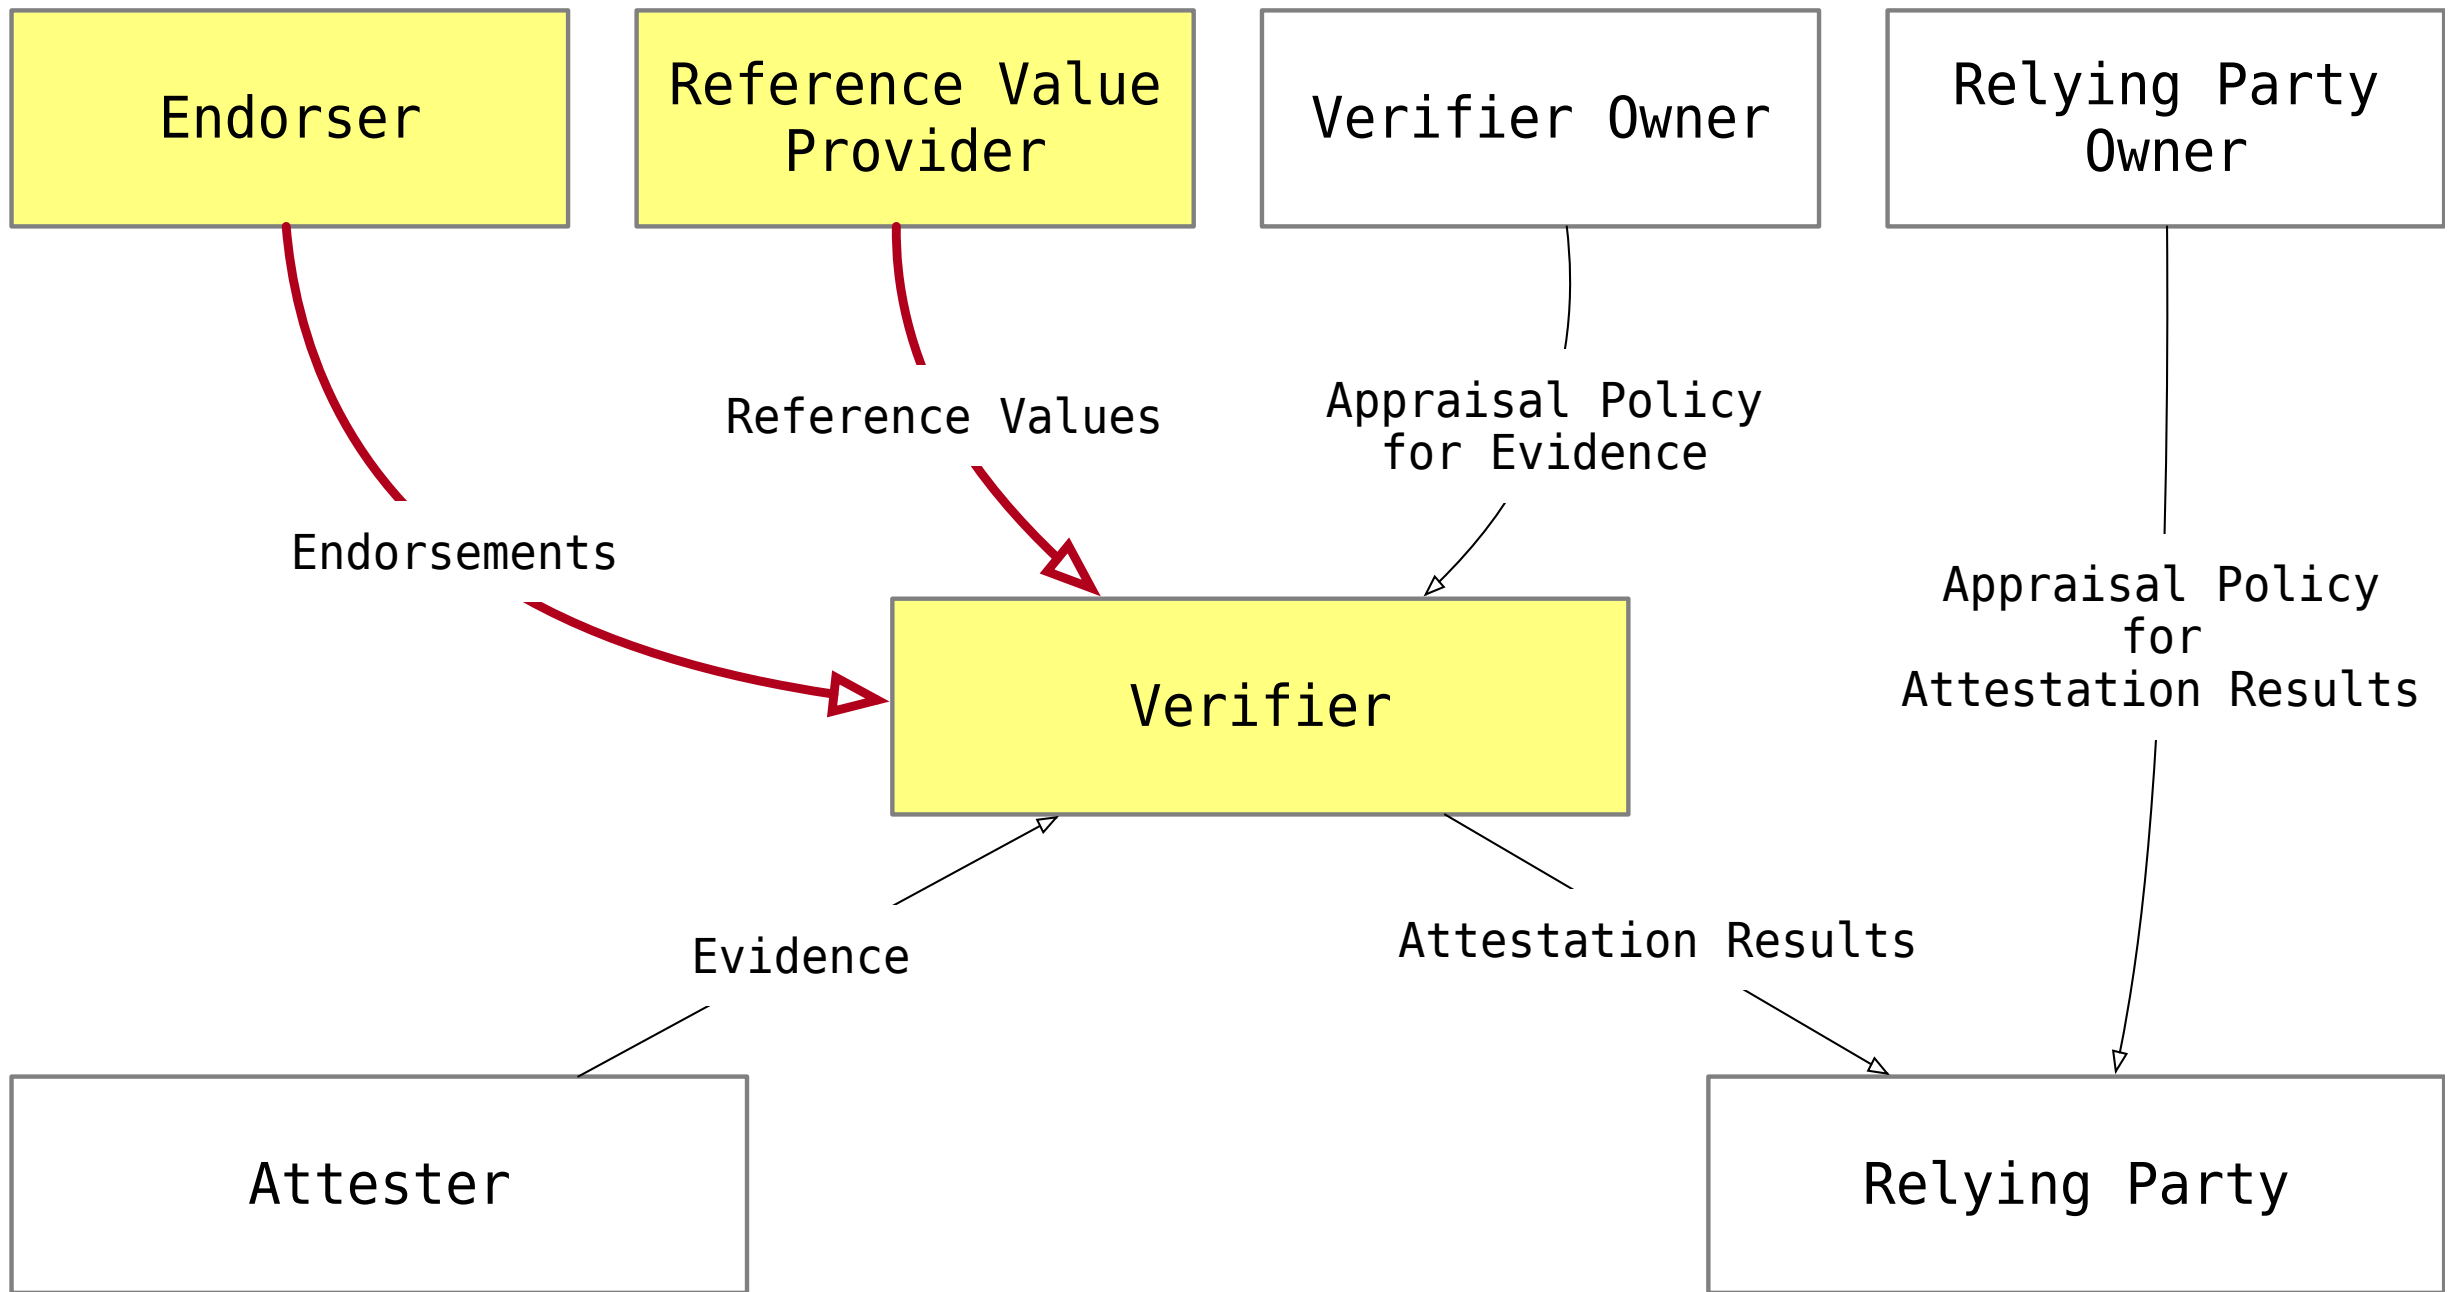 Endorser
Reference Value
Provider
Verifier Owner
Relying Party
Owner
Reference Values
Appraisal Policy
for Evidence
Endorsements
Appraisal Policy
for
Attestation Results
Verifier
Evidence
Attestation Results
Attester
Relying Party